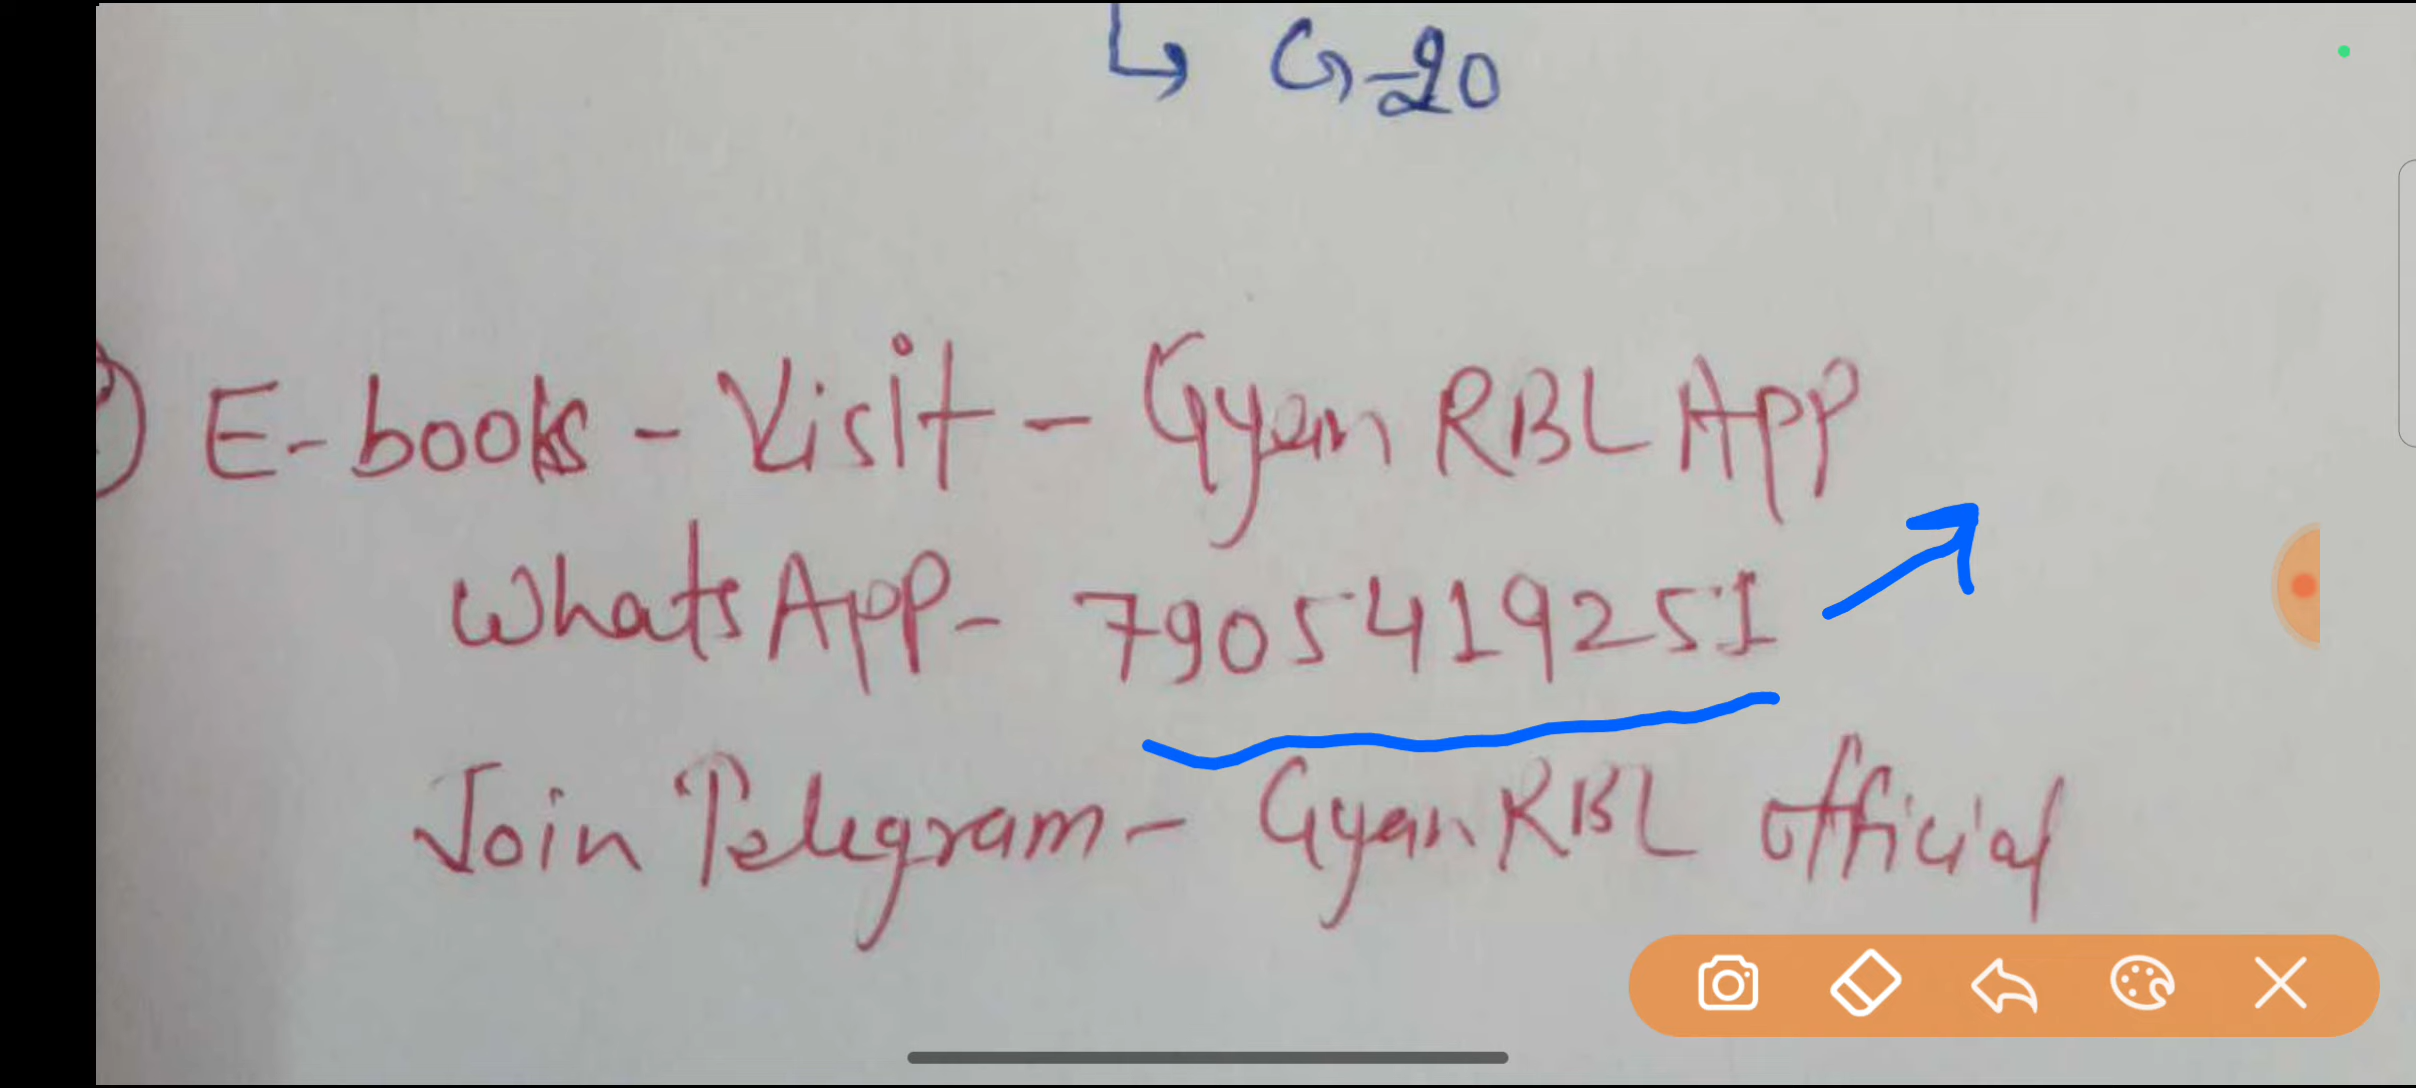 ↳ G-20
E-books - Visit - Gyan RBL App
WhatsApp - 7905419251
Join Telegram - Gyan RBL official